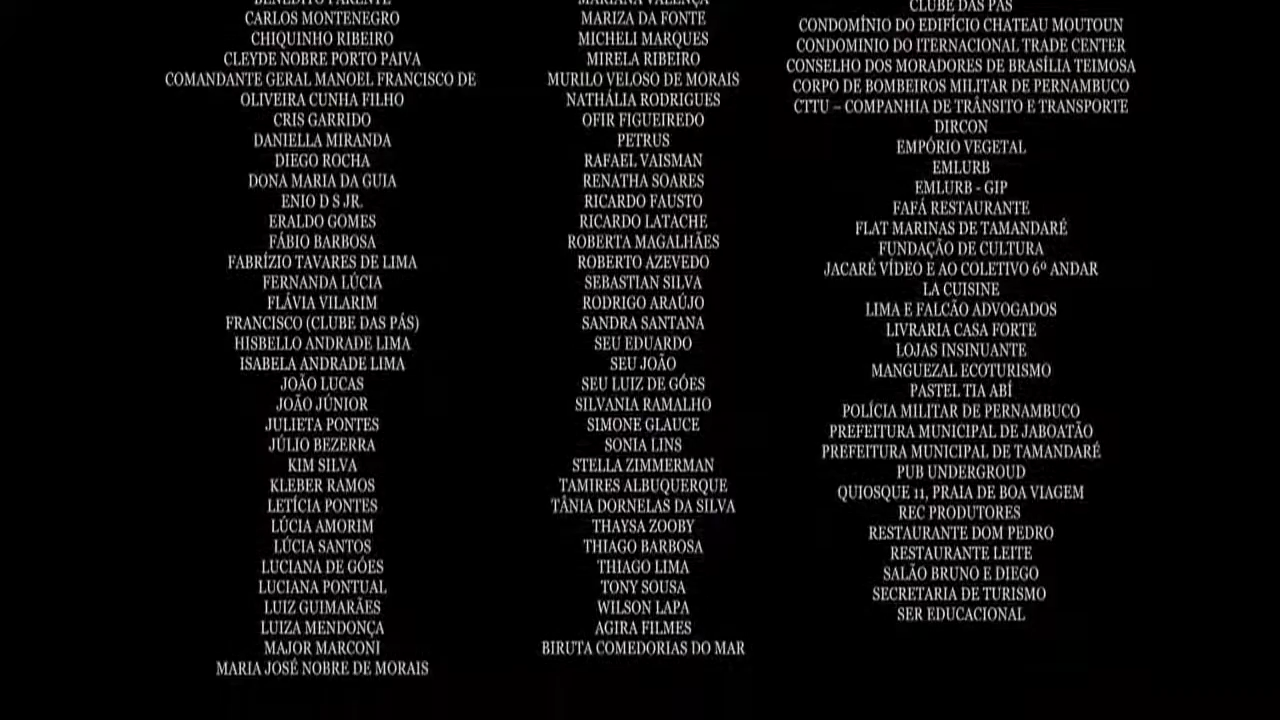 BENEDITO PARENTE
CARLOS MONTENEGRO
CHIQUINHO RIBEIRO
CLEYDE NOBRE PORTO PAIVA
COMANDANTE GERAL MANOEL FRANCISCO DE
OLIVEIRA CUNHA FILHO
CRIS GARRIDO
DANIELLA MIRANDA
DIEGO ROCHA
DONA MARIA DA GUIA
ENIO D S JR.
ERALDO GOMES
FÁBIO BARBOSA
FABRÍZIO TAVARES DE LIMA
FERNANDA LÚCIA
FLÁVIA VILARIM
FRANCISCO (CLUBE DAS PÁS)
HISBELLO ANDRADE LIMA
ISABELA ANDRADE LIMA
JOÃO LUCAS
JOÃO JÚNIOR
JULIETA PONTES
JÚLIO BEZERRA
KIM SILVA
KLEBER RAMOS
LETÍCIA PONTES
LÚCIA AMORIM
LÚCIA SANTOS
LUCIANA DE GÓES
LUCIANA PONTUAL
LUIZ GUIMARÃES
LUIZA MENDONÇA
MAJOR MARCONI
MARIA JOSÉ NOBRE DE MORAIS
MARIANA VALENÇA
MARIZA DA FONTE
MICHELI MARQUES
MIRELA RIBEIRO
MURILO VELOSO DE MORAIS
NATHÁLIA RODRIGUES
OFIR FIGUEIREDO
PETRUS
RAFAEL VAISMAN
RENATHA SOARES
RICARDO FAUSTO
RICARDO LATACHE
ROBERTA MAGALHÃES
ROBERTO AZEVEDO
SEBASTIAN SILVA
RODRIGO ARAÚJO
SANDRA SANTANA
SEU EDUARDO
SEU JOÃO
SEU LUIZ DE GÓES
SILVANIA RAMALHO
SIMONE GLAUCE
SONIA LINS
STELLA ZIMMERMAN
TAMIRES ALBUQUERQUE
TÂNIA DORNELAS DA SILVA
THAYSA ZOOBY
THIAGO BARBOSA
THIAGO LIMA
TONY SOUSA
WILSON LAPA
AGIRA FILMES
BIRUTA COMEDORIAS DO MAR
CLUBE DAS PÁS
CONDOMÍNIO DO EDIFÍCIO CHATEAU MOUTOUN
CONDOMINIO DO ITERNACIONAL TRADE CENTER
CONSELHO DOS MORADORES DE BRASÍLIA TEIMOSA
CORPO DE BOMBEIROS MILITAR DE PERNAMBUCO
CTTU – COMPANHIA DE TRÂNSITO E TRANSPORTE
DIRCON
EMPÓRIO VEGETAL
EMLURB
EMLURB - GIP
FAFÁ RESTAURANTE
FLAT MARINAS DE TAMANDARÉ
FUNDAÇÃO DE CULTURA
JACARÉ VÍDEO E AO COLETIVO 6º ANDAR
LA CUISINE
LIMA E FALCÃO ADVOGADOS
LIVRARIA CASA FORTE
LOJAS INSINUANTE
MANGUEZAL ECOTURISMO
PASTEL TIA ABÍ
POLÍCIA MILITAR DE PERNAMBUCO
PREFEITURA MUNICIPAL DE JABOATÃO
PREFEITURA MUNICIPAL DE TAMANDARÉ
PUB UNDERGROUD
QUIOSQUE 11, PRAIA DE BOA VIAGEM
REC PRODUTORES
RESTAURANTE DOM PEDRO
RESTAURANTE LEITE
SALÃO BRUNO E DIEGO
SECRETARIA DE TURISMO
SER EDUCACIONAL